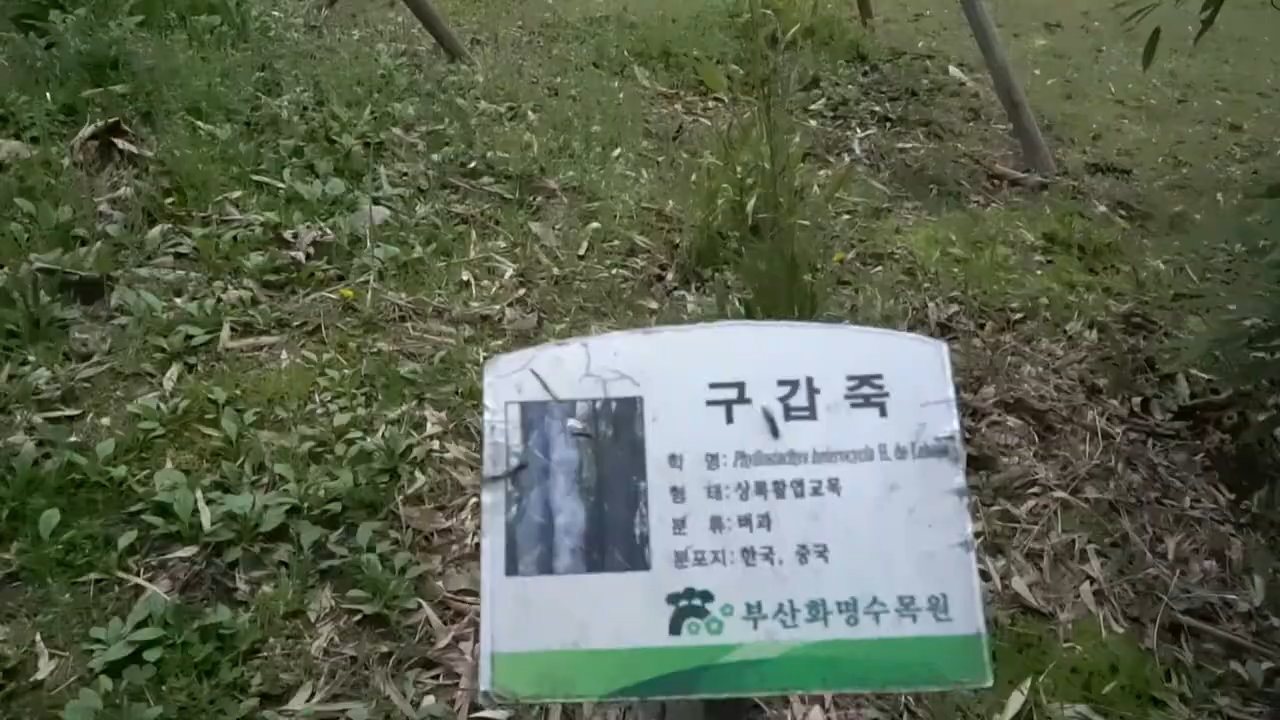 구갑죽
학 명: Phyllostachys heterocycla H. de Lehaie
형 태: 상록활엽교목
분 류: 벼과
분포지: 한국, 중국
부산화명수목원